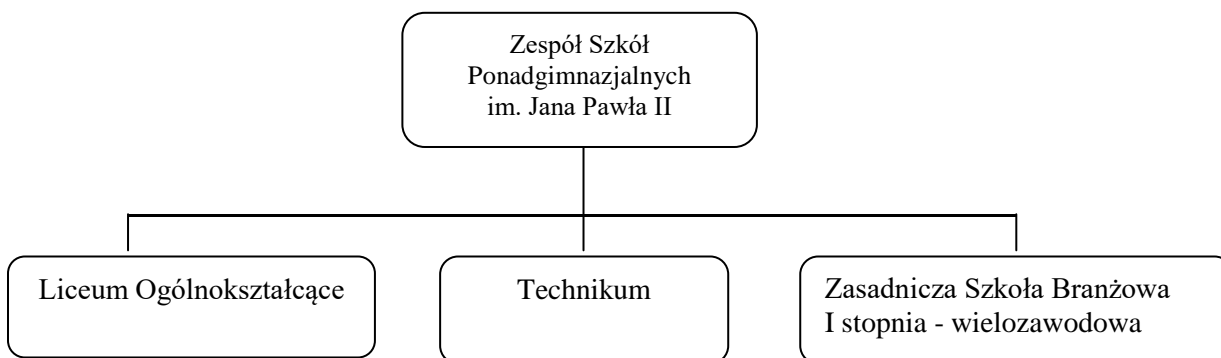 Zespół Szkół
Ponadgimnazjalnych
im. Jana Pawła II
Liceum Ogólnokształcące
Technikum
Zasadnicza Szkoła Branżowa
I stopnia - wielozawodowa